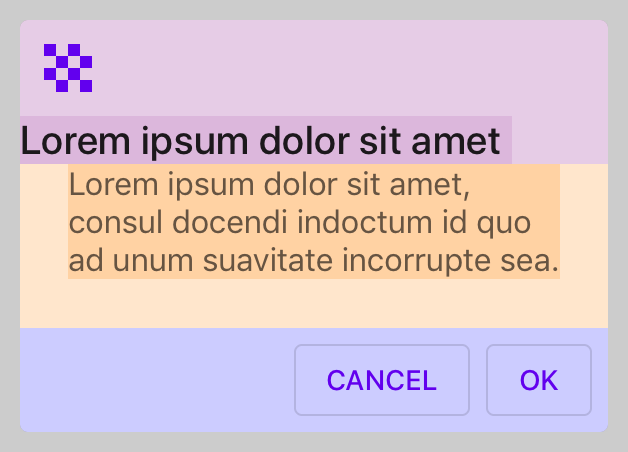 Lorem ipsum dolor sit amet
Lorem ipsum dolor sit amet,
consul docendi indoctum id quo
ad unum suavitate incorrupte sea.
CANCEL OK